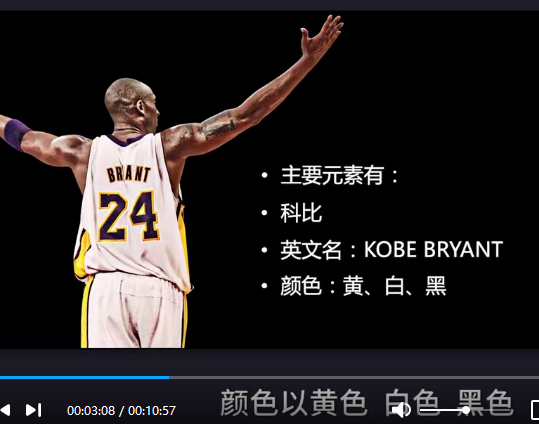 BRYANT
24
• 主要元素有：
• 科比
• 英文名：KOBE BRYANT
• 颜色：黄、白、黑
颜色以黄色 白色 黑色
00:03:08 / 00:10:57